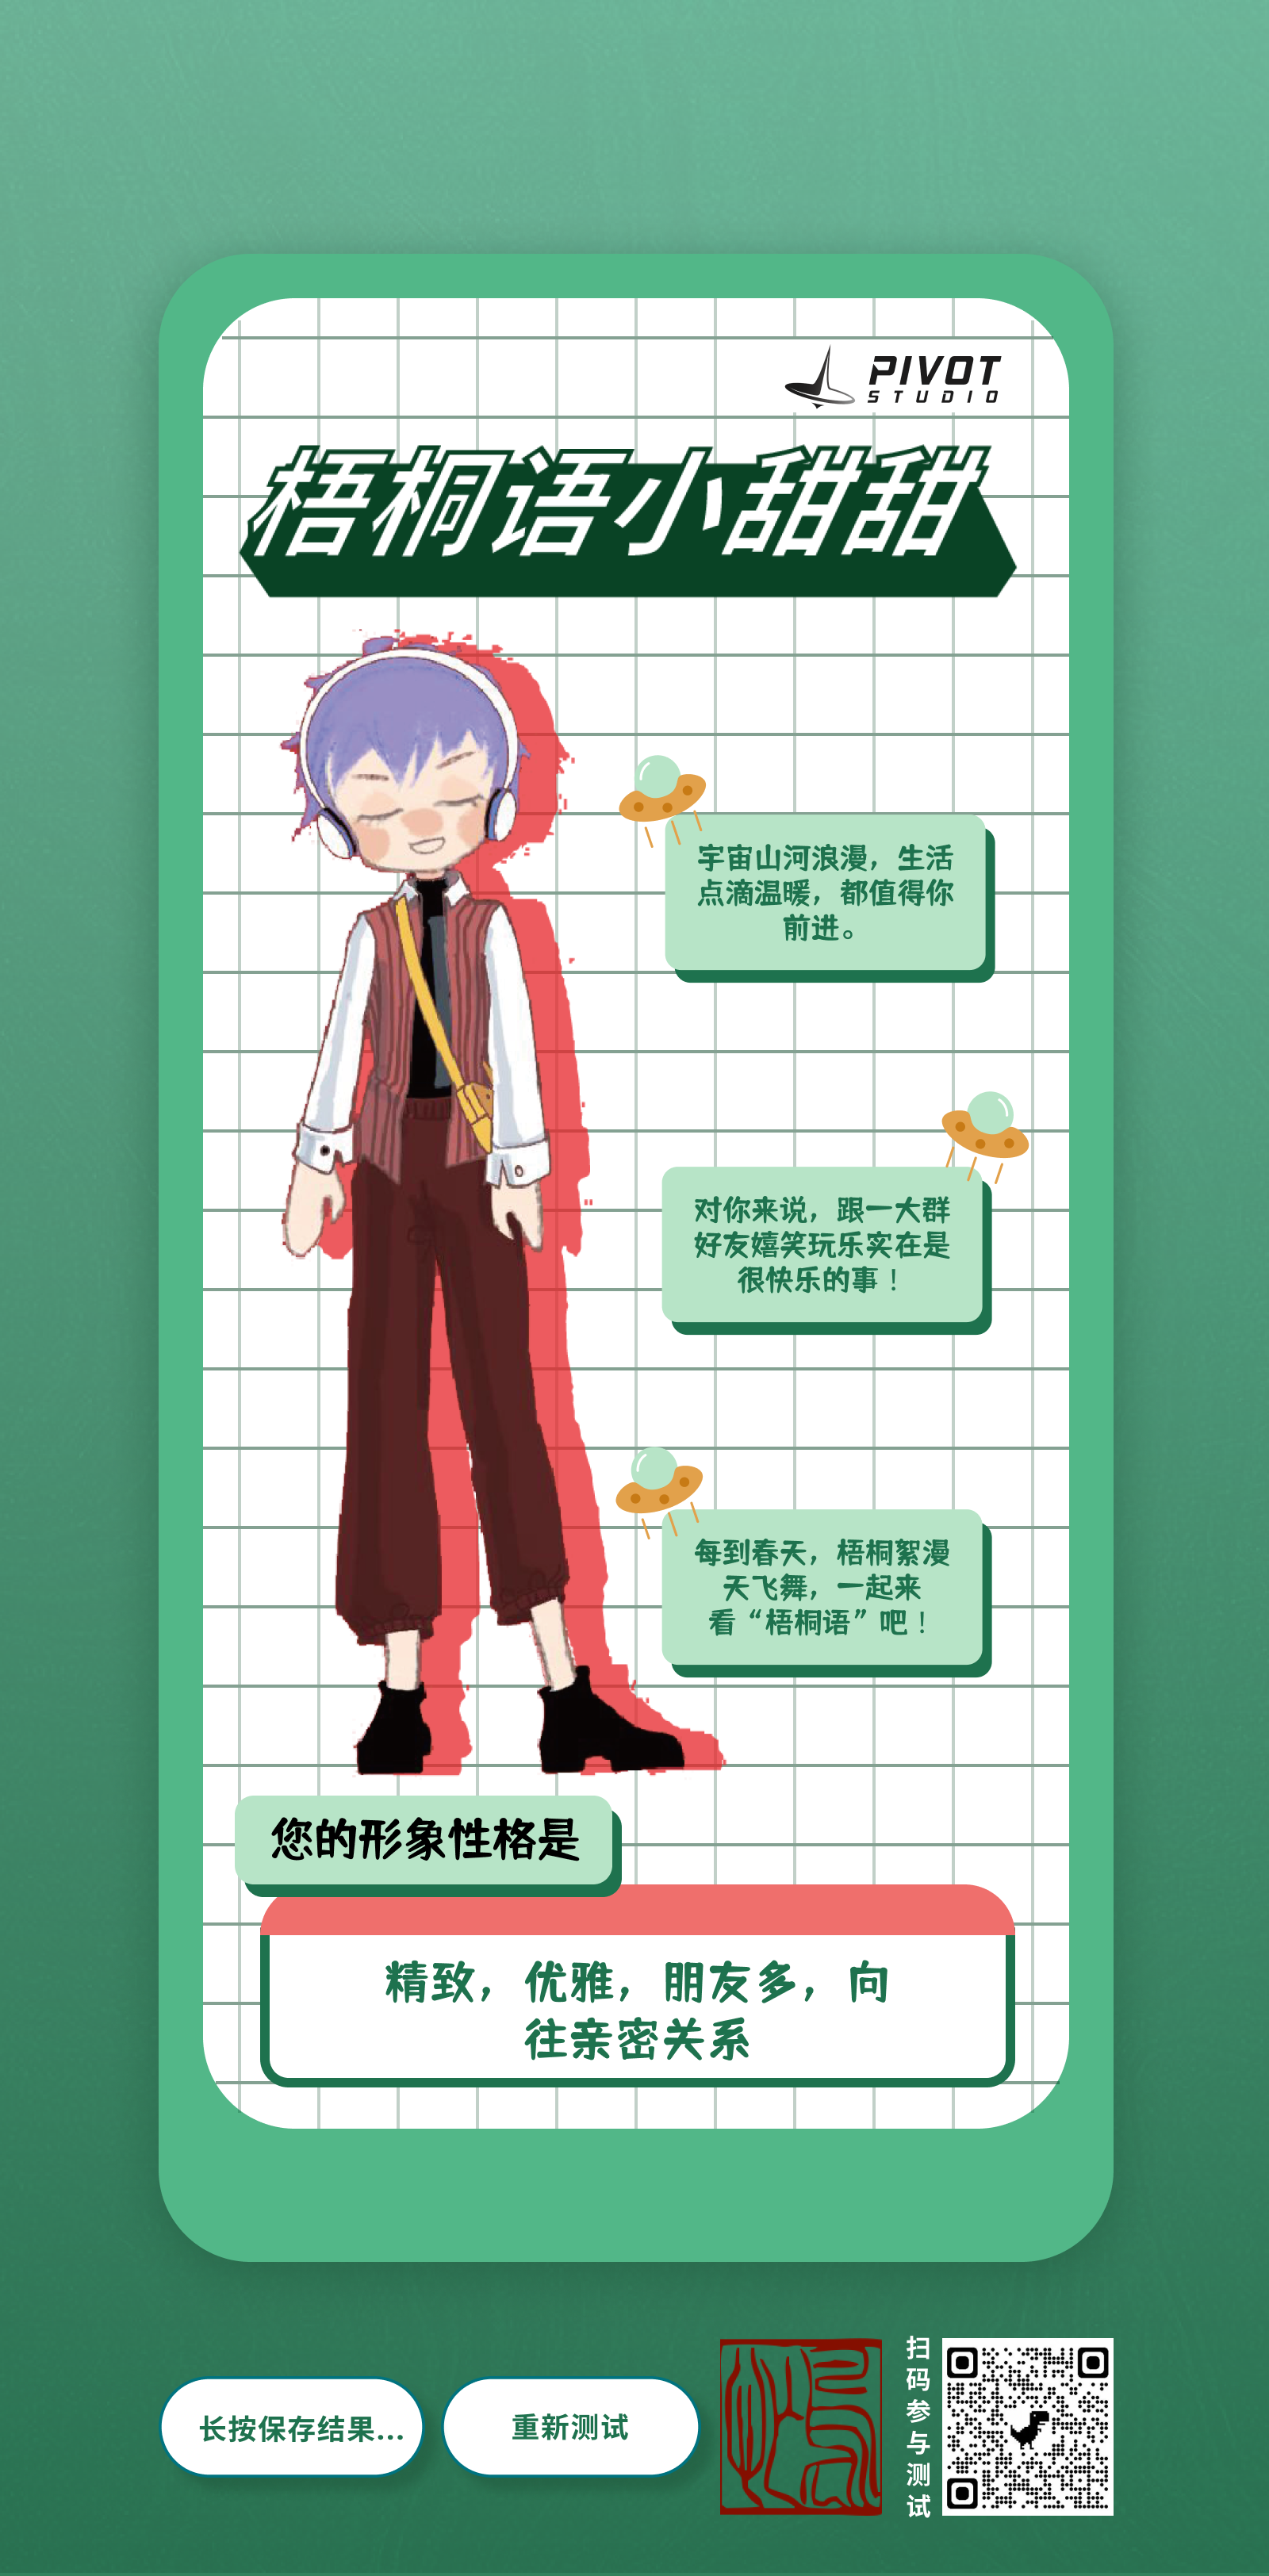 PIVOT
STUDIO
梧桐语小甜甜
宇宙山河浪漫，生活
点滴温暖，都值得你
前进。
对你来说，跟一大群
好友嬉笑玩乐实在是
很快乐的事！
每到春天，梧桐絮漫
天飞舞，一起来
看“梧桐语”吧！
您的形象性格是
精致，优雅，朋友多，向
往亲密关系
长按保存结果...
重新测试
扫码参与测试